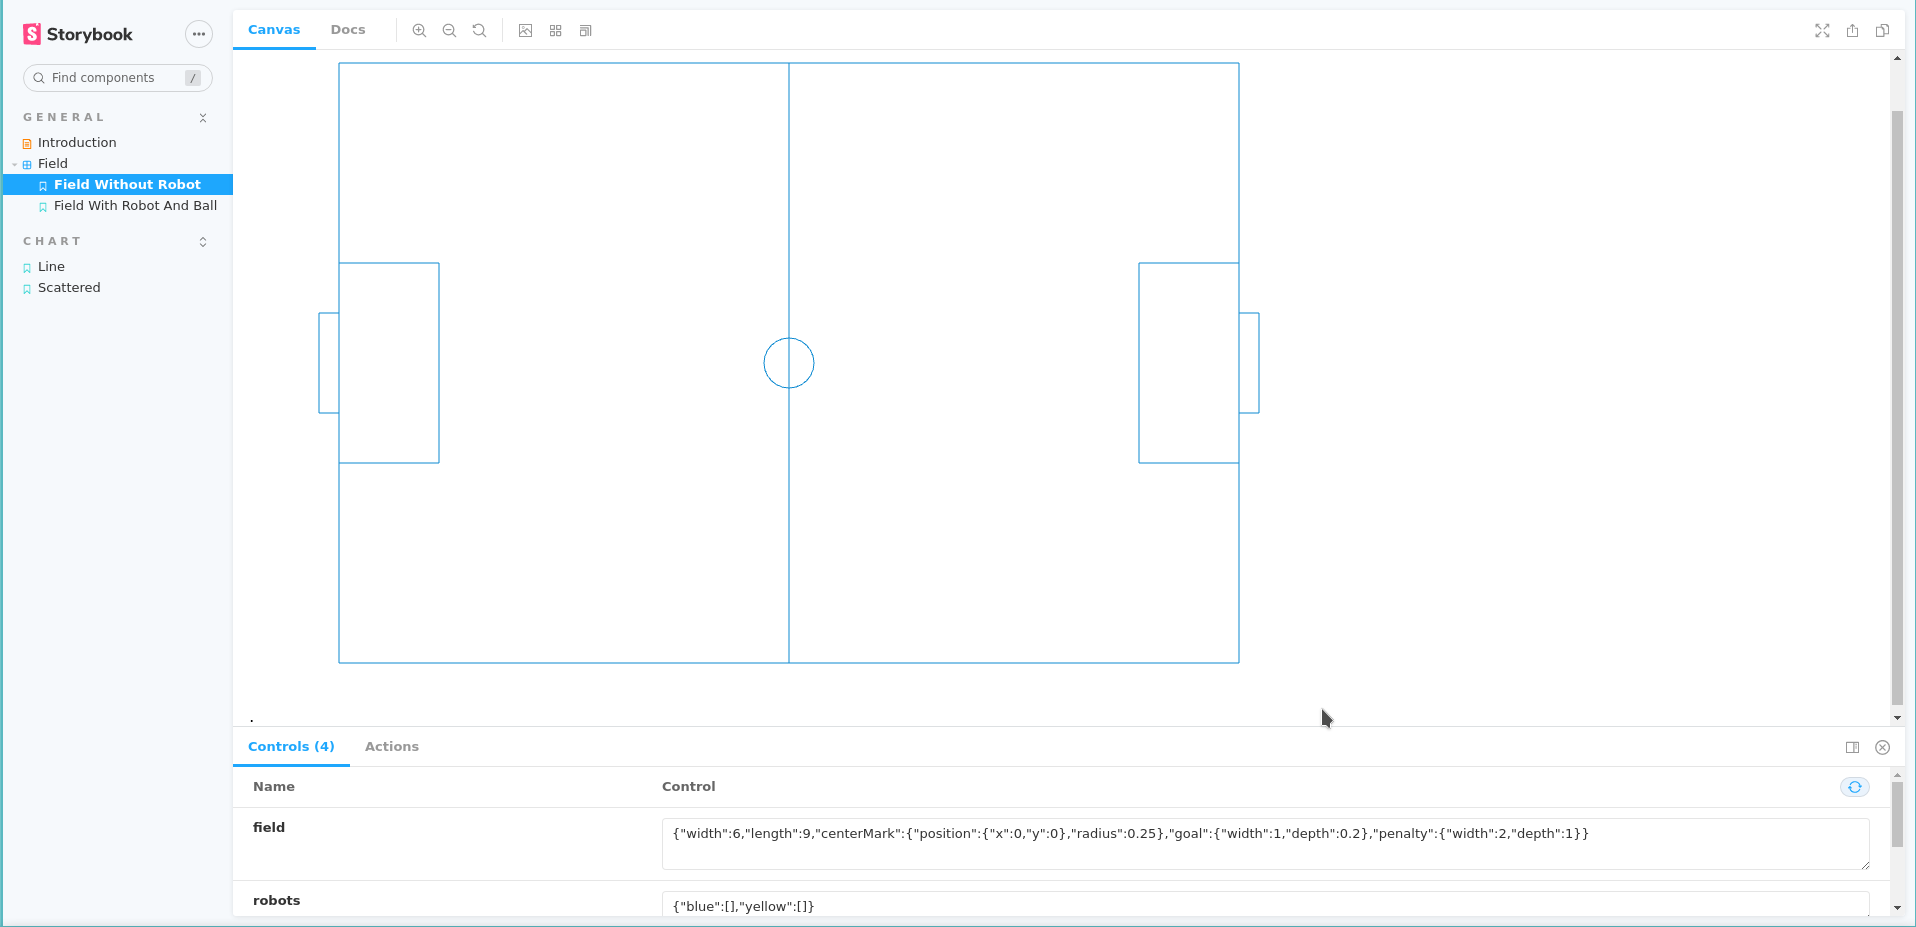 Storybook
Find components /
GENERAL
Introduction
Field
Field Without Robot
Field With Robot And Ball
CHART
Line
Scattered
Canvas Docs
.
Controls (4) Actions
Name Control
field {"width":6,"length":9,"centerMark":{"position":{"x":0,"y":0},"radius":0.25},"goal":{"width":1,"depth":0.2},"penalty":{"width":2,"depth":1}}
robots {"blue":[],"yellow":[]}